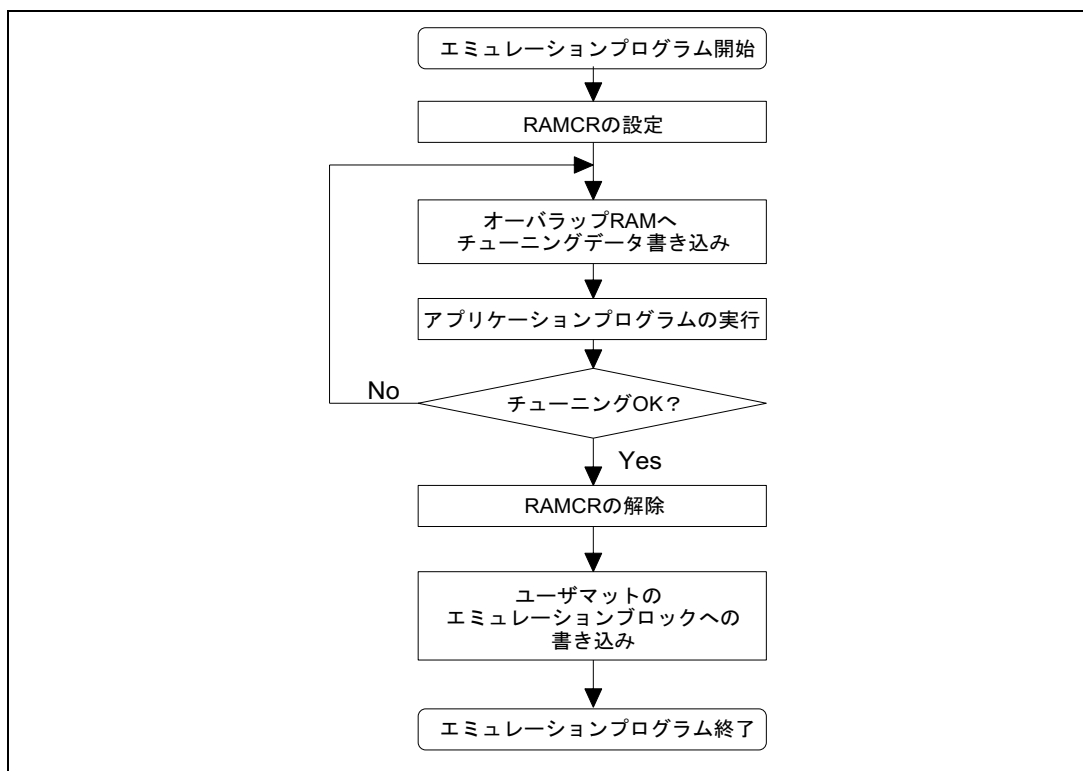 エミュレーションプログラム開始
RAMCRの設定
オーバラップRAMへ
チューニングデータ書き込み
アプリケーションプログラムの実行
チューニングOK？
No
Yes
RAMCRの解除
ユーザマットの
エミュレーションブロックへの
書き込み
エミュレーションプログラム終了